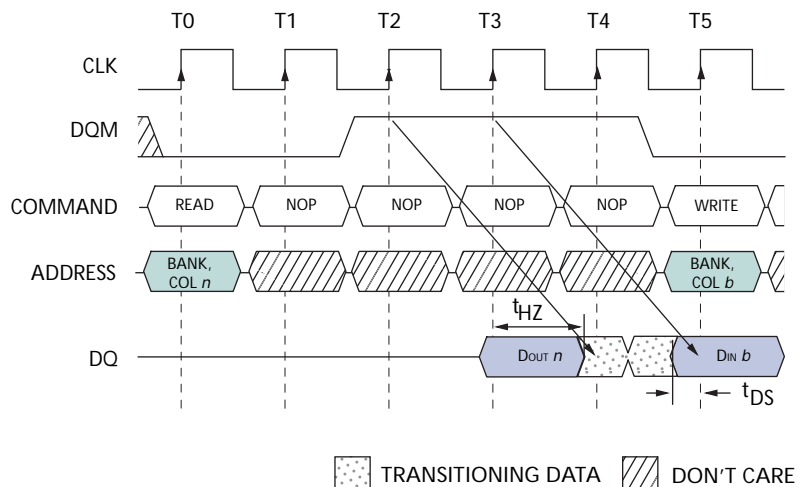 T0 T1 T2 T3 T4 T5
CLK
DQM
COMMAND READ NOP NOP NOP NOP WRITE
ADDRESS BANK, COL n BANK, COL b
tHZ
DQ DOUT n DIN b
tDS
TRANSITIONING DATA DON'T CARE